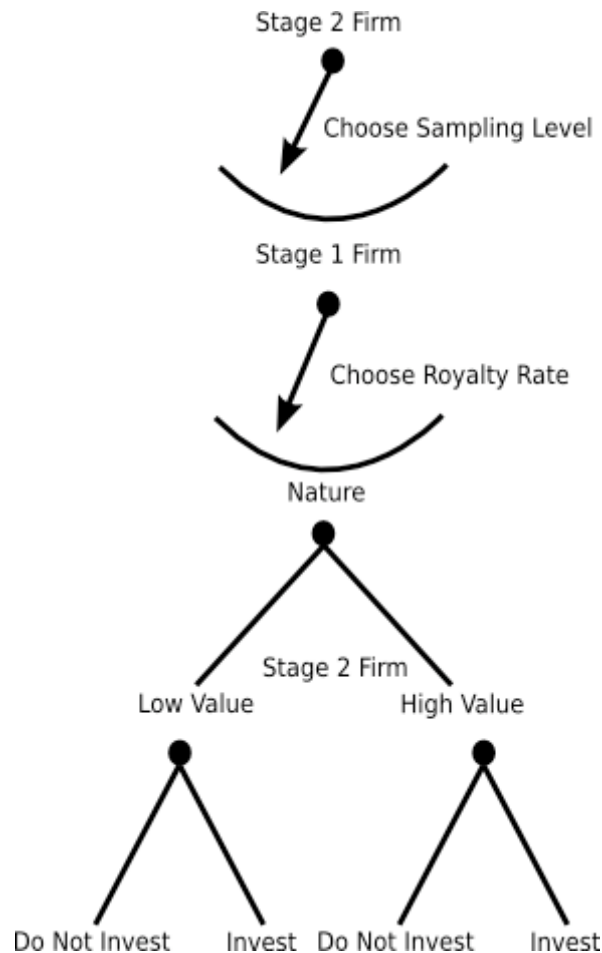 Stage 2 Firm
Choose Sampling Level
Stage 1 Firm
Choose Royalty Rate
Nature
Stage 2 Firm
Low Value
High Value
Do Not Invest
Invest
Do Not Invest
Invest